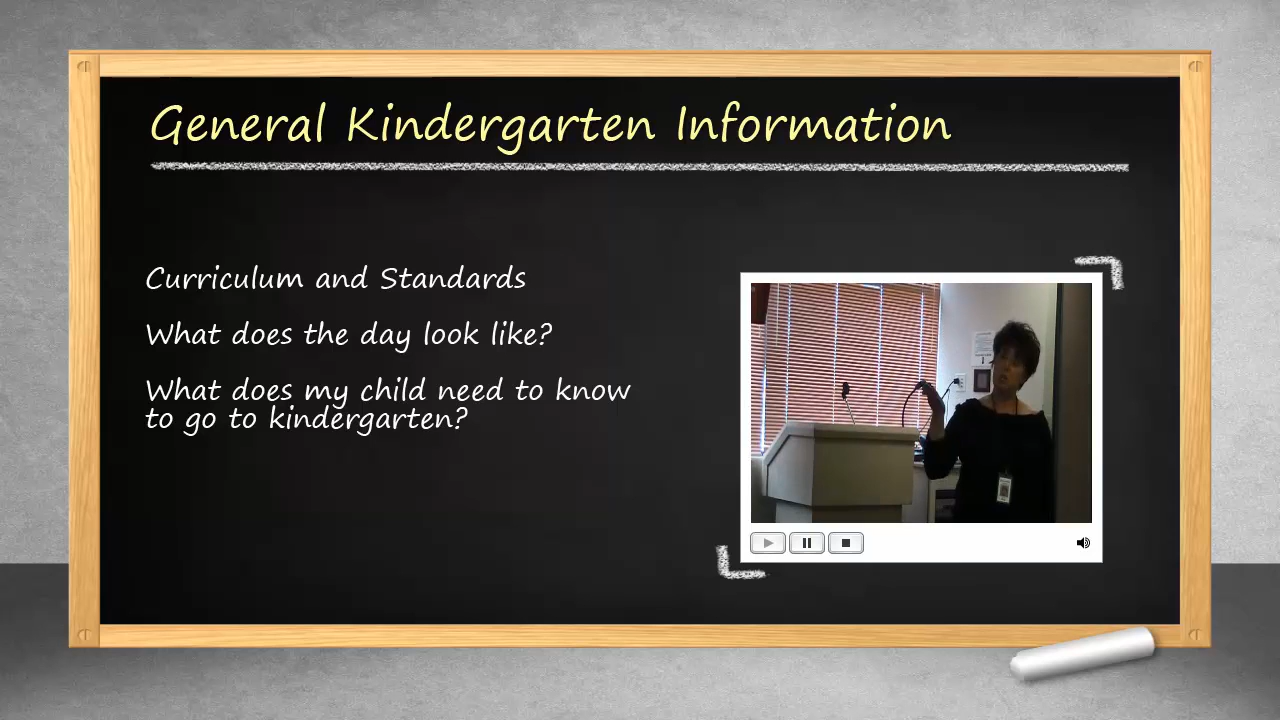 General Kindergarten Information
Curriculum and Standards
What does the day look like?
What does my child need to know
to go to kindergarten?